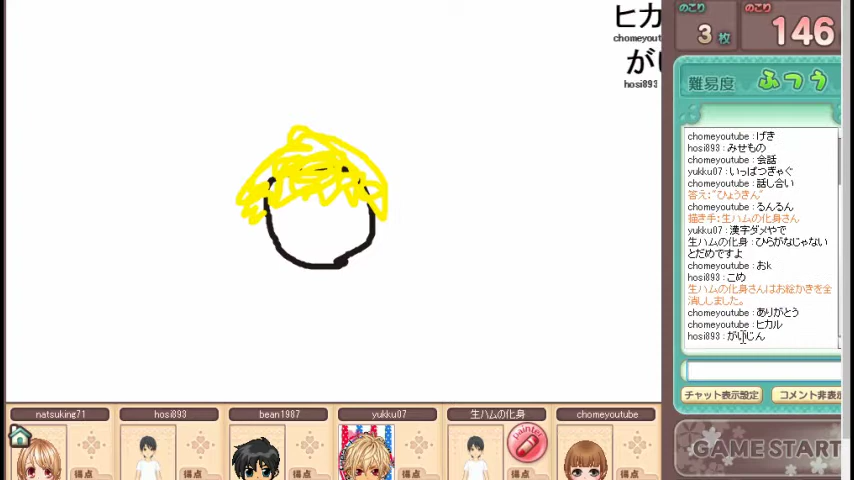 ヒカ
chomeyout
がい
hosi893
のこり
3枚
のこり
146
難易度 ふつう
chomeyoutube : げき
hosi893 : みせもの
chomeyoutube : 会話
yukku07 : いっぱつぎゃぐ
chomeyoutube : 話し合い
答え:"ひょうきん"
chomeyoutube : るんるん
描き手:生ハムの化身さん
yukku07 : 漢字ダメやで
生ハムの化身 : ひらがなじゃない
とだめですよ
chomeyoutube : おk
hosi893 : こめ
生ハムの化身さんはお絵かきを全
消ししました。
chomeyoutube : ありがとう
chomeyoutube : ヒカル
hosi893 : がいじん
チャット表示設定
コメント非表
natsuking71
hosi893
bean1987
yukku07
生ハムの化身
chomeyoutube
painter
得点
得点
得点
得点
得点
得点
GAME START